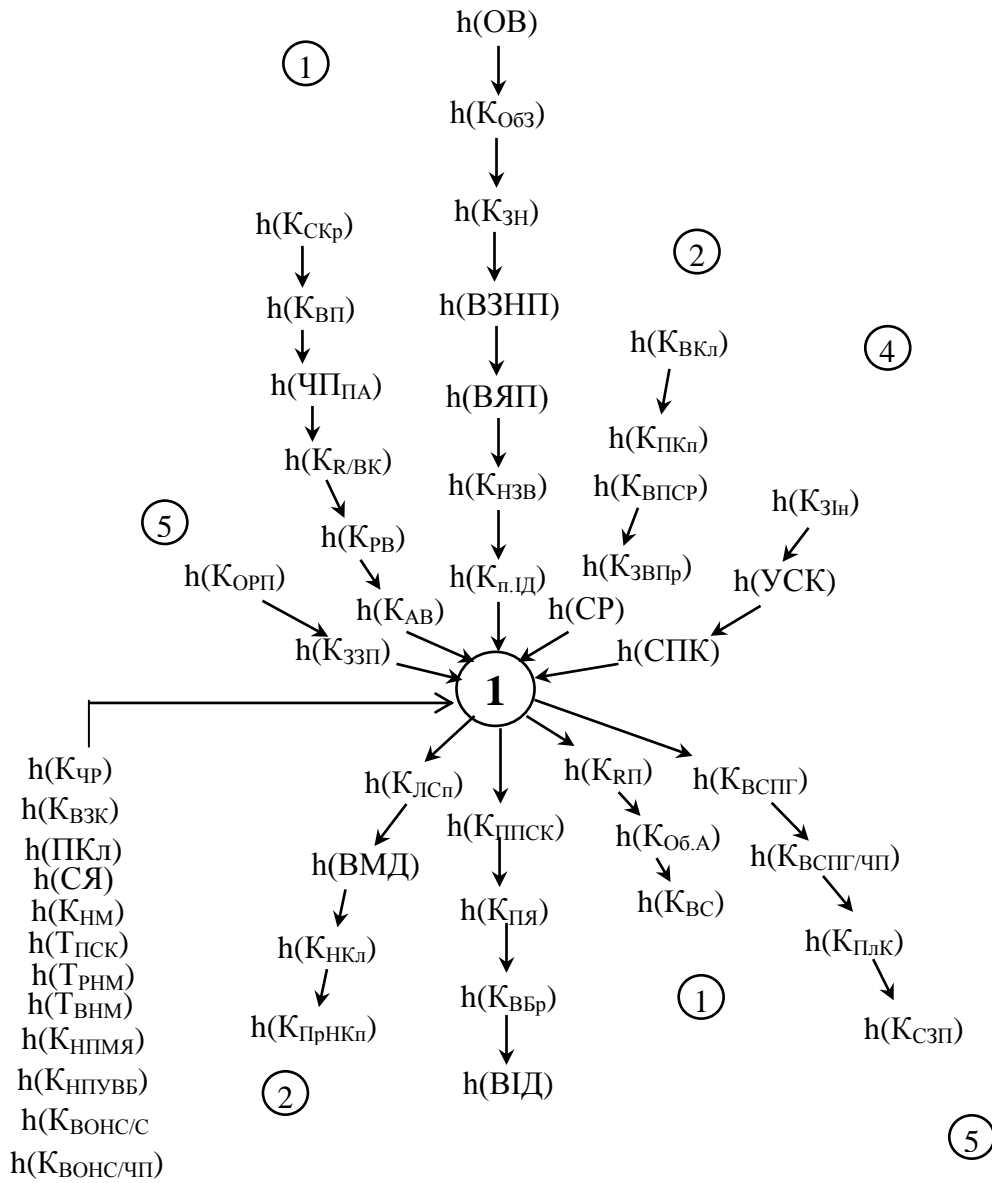 h(ОВ)
1
h(КОбЗ)
h(КЗН)
h(КСКр)
2
h(КВП)
h(ВЗНП)
h(КВКл)
4
h(ЧППА)
h(ВЯП)
h(КПКп)
h(КR/ВК)
h(КНЗВ)
h(КВПСР)
h(КЗІн)
5
h(КРВ)
h(КЗВПр)
h(КОРП)
h(Кп.ІД)
h(УСК)
h(КАВ)
h(СР)
h(КЗЗП)
h(СПК)
1
h(КЧР)
h(КЛСп)
h(КRП)
h(КВСПГ)
h(КВЗК)
h(КППСК)
h(КОб.А)
h(ПКл)
h(ВМД)
h(КВСПГ/ЧП)
h(СЯ)
h(КНМ)
h(КПЯ)
h(КВС)
h(ТПСК)
h(КНКл)
h(КПлК)
h(ТРНМ)
h(ТВНМ)
h(КВБр)
1
h(КНПМЯ)
h(КПрНКп)
h(КСЗП)
h(КНПУВБ)
2
h(ВІД)
h(КВОНС/С
5
h(КВОНС/ЧП)